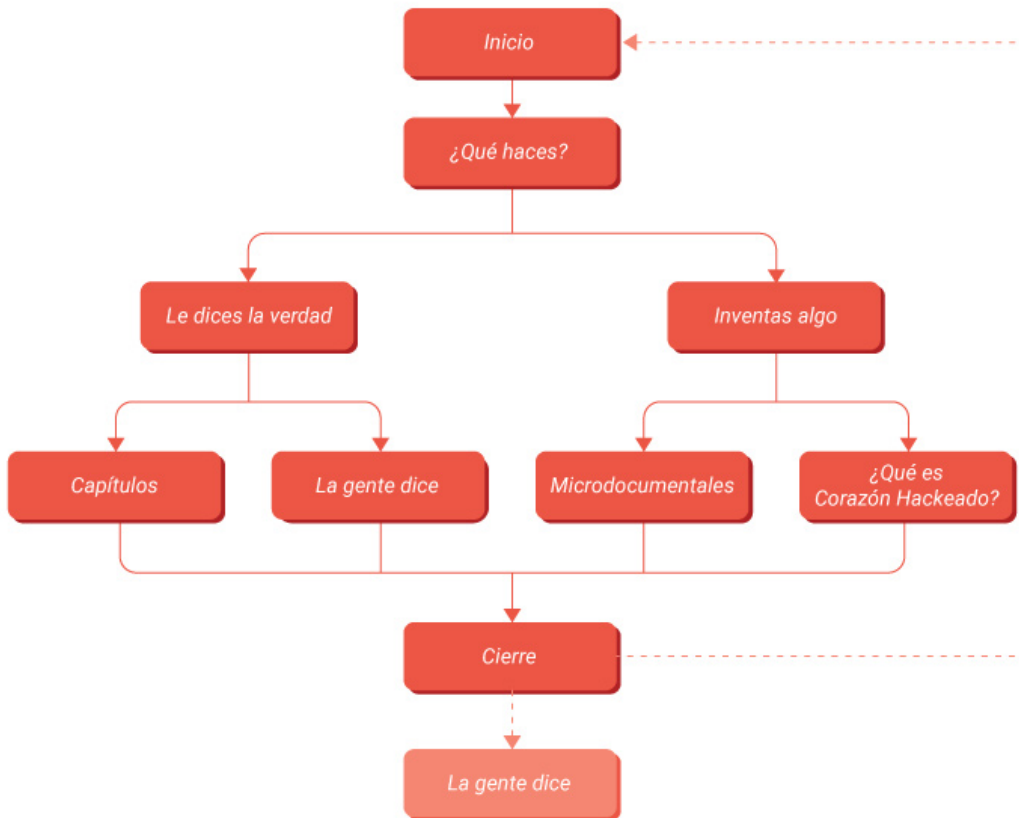 Inicio
¿Qué haces?
Le dices la verdad
Inventas algo
Capítulos
La gente dice
Microdocumentales
¿Qué es
Corazón Hackeado?
Cierre
La gente dice